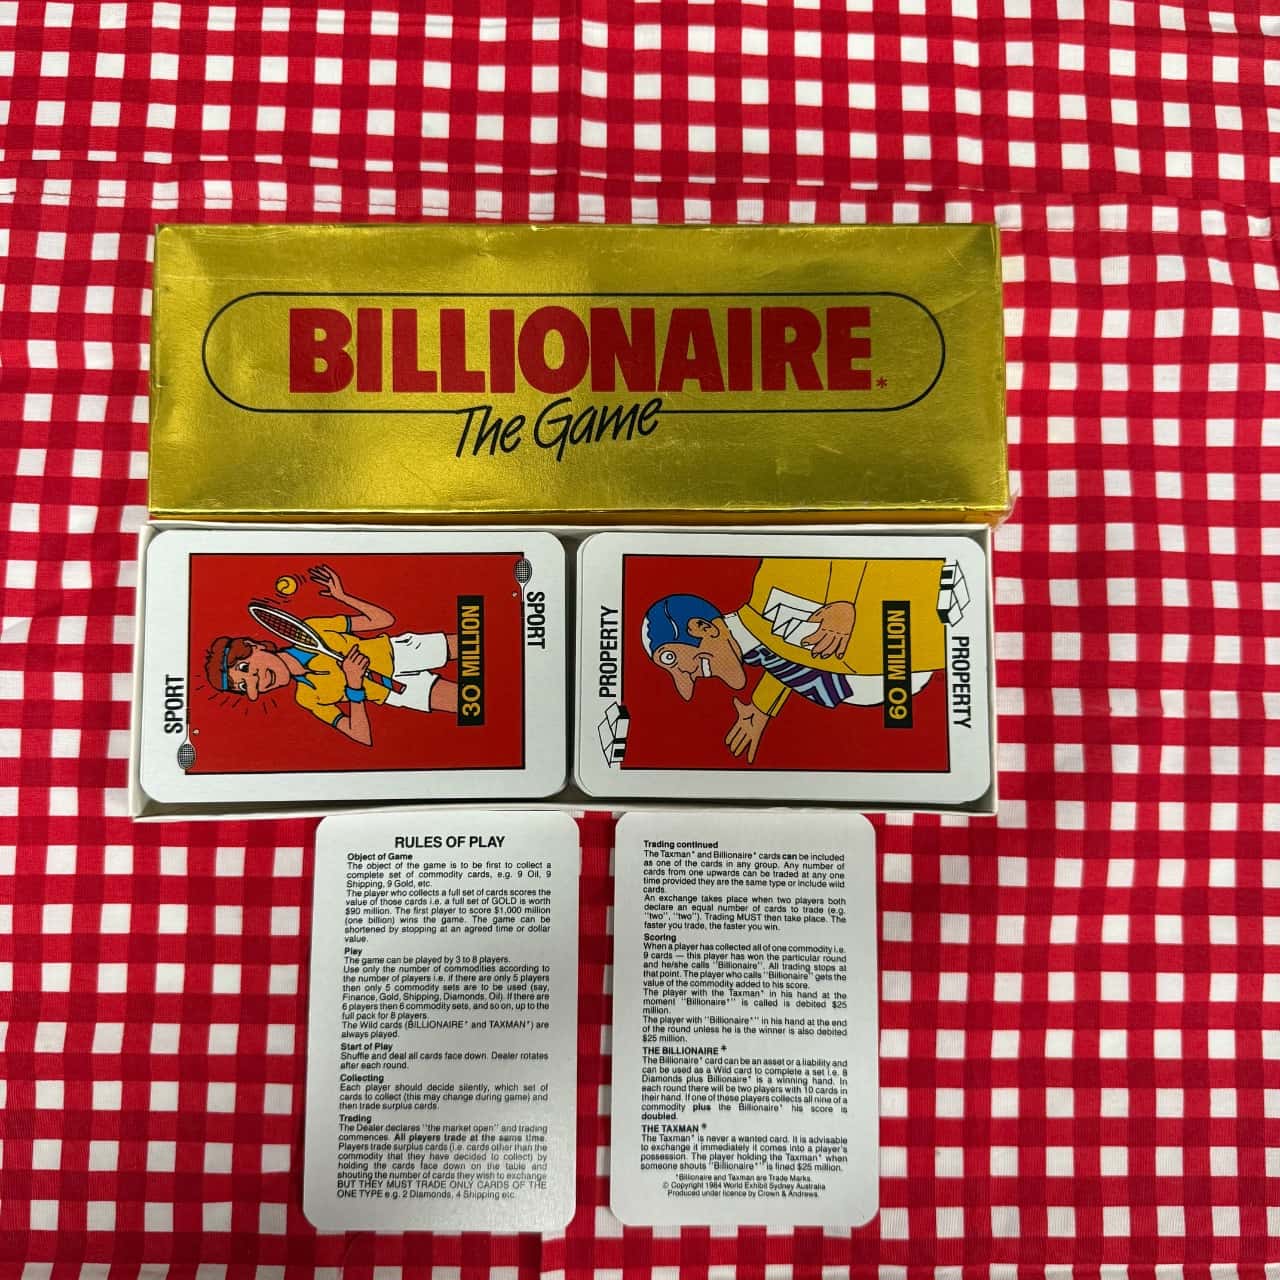 BILLIONAIRE*
The Game
SPORT
30 MILLION
SPORT
PROPERTY
60 MILLION
PROPERTY
RULES OF PLAY
Object of Game
The object of the game is to be first to collect a
complete set of commodity cards, e.g. 9 Oil, 9
Shipping, 9 Gold, etc.
The player who collects a full set of cards scores the
value of those cards i.e. a full set of GOLD is worth
$90 million. The first player to score $1,000 million
(one billion) wins the game. The game can be
shortened by stopping at an agreed time or dollar
value.
Play
The game can be played by 3 to 8 players.
Use only the number of commodities according to
the number of players i.e. if there are only 5 players
then only 5 commodity sets are to be used (say,
Finance, Gold, Shipping, Diamonds, Oil). If there are
6 players then 6 commodity sets, and so on, up to the
full pack for 8 players.
The Wild cards (BILLIONAIRE* and TAXMAN*) are
always played.
Start of Play
Shuffle and deal all cards face down. Dealer rotates
after each round.
Collecting
Each player should decide silently, which set of
cards to collect (this may change during game) and
then trade surplus cards.
Trading
The Dealer declares "the market open" and trading
commences. All players trade at the same time.
Players trade surplus cards (i.e. cards other than the
commodity that they have decided to collect) by
holding the cards face down on the table and
shouting the number of cards they wish to exchange
BUT THEY MUST TRADE ONLY CARDS OF THE
ONE TYPE e.g. 2 Diamonds, 4 Shipping etc.
Trading continued
The Taxman* and Billionaire* cards can be included
as one of the cards in any group. Any number of
cards from one upwards can be traded at any one
time provided they are the same type or include wild
cards.
An exchange takes place when two players both
declare an equal number of cards to trade (e.g.
"two", "two"). Trading MUST then take place. The
faster you trade, the faster you win.
Scoring
When a player has collected all of one commodity i.e.
9 cards — this player has won the particular round
and he/she calls "Billionaire". All trading stops at
that point. The player who calls "Billionaire" gets the
value of the commodity added to his score.
The player with the Taxman* in his hand at the
moment "Billionaire*" is called is debited $25
million.
The player with "Billionaire*" in his hand at the end
of the round unless he is the winner is also debited
$25 million.
THE BILLIONAIRE *
The Billionaire* card can be an asset or a liability and
can be used as a Wild card to complete a set i.e. 8
Diamonds plus Billionaire* is a winning hand. In
each round there will be two players with 10 cards in
their hand. If one of these players collects all nine of a
commodity plus the Billionaire* his score is
doubled.
THE TAXMAN *
The Taxman* is never a wanted card. It is advisable
to exchange it immediately it comes into a player's
possession. The player holding the Taxman* when
someone shouts "Billionaire*" is fined $25 million.
*Billionaire and Taxman are Trade Marks.
© Copyright 1984 World Exhibit Sydney Australia
Produced under licence by Crown & Andrews.